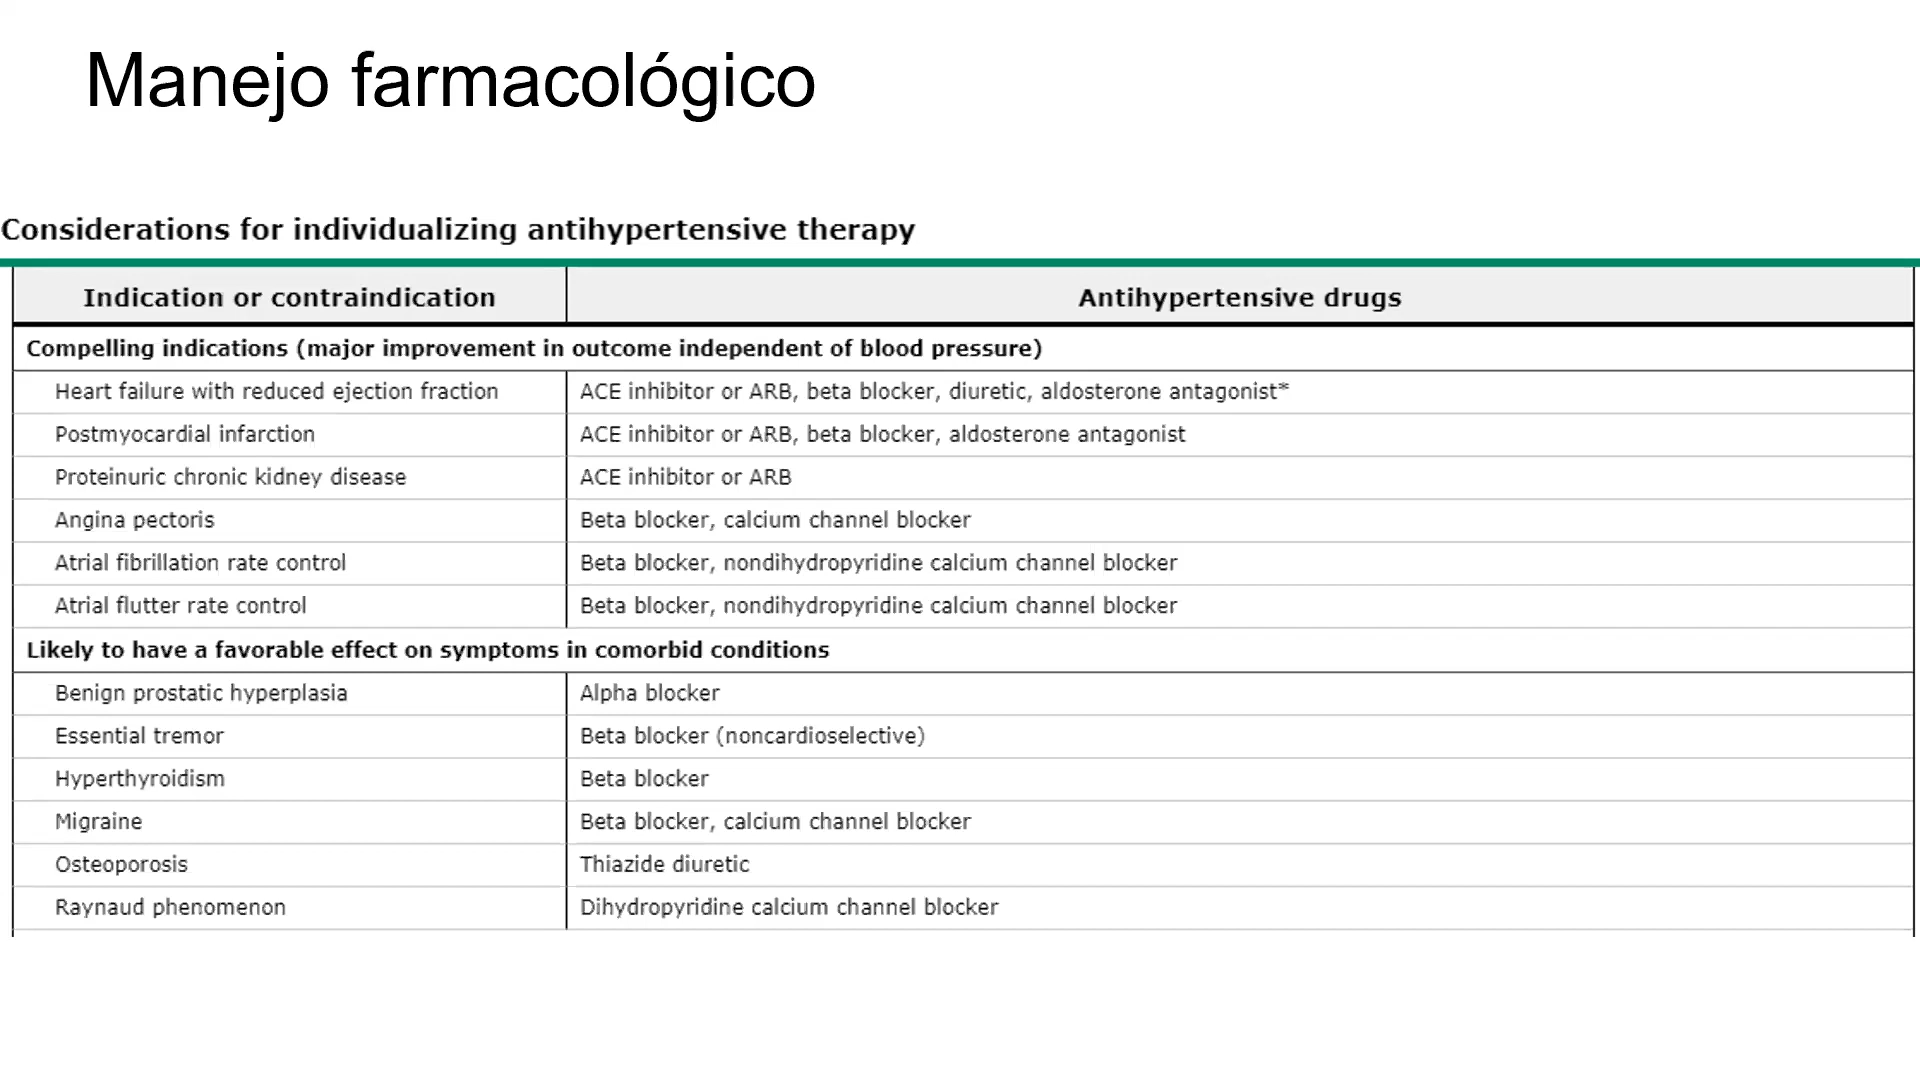 Manejo farmacológico
Considerations for individualizing antihypertensive therapy
Indication or contraindication Antihypertensive drugs
Compelling indications (major improvement in outcome independent of blood pressure)
Heart failure with reduced ejection fraction ACE inhibitor or ARB, beta blocker, diuretic, aldosterone antagonist*
Postmyocardial infarction ACE inhibitor or ARB, beta blocker, aldosterone antagonist
Proteinuric chronic kidney disease ACE inhibitor or ARB
Angina pectoris Beta blocker, calcium channel blocker
Atrial fibrillation rate control Beta blocker, nondihydropyridine calcium channel blocker
Atrial flutter rate control Beta blocker, nondihydropyridine calcium channel blocker
Likely to have a favorable effect on symptoms in comorbid conditions
Benign prostatic hyperplasia Alpha blocker
Essential tremor Beta blocker (noncardioselective)
Hyperthyroidism Beta blocker
Migraine Beta blocker, calcium channel blocker
Osteoporosis Thiazide diuretic
Raynaud phenomenon Dihydropyridine calcium channel blocker